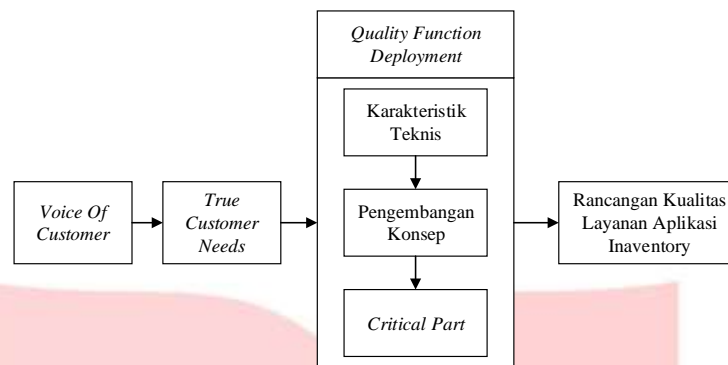 Quality Function
Deployment
Karakteristik
Teknis
Voice Of
Customer
True
Customer
Needs
Pengembangan
Konsep
Rancangan Kualitas
Layanan Aplikasi
Inaventory
Critical Part